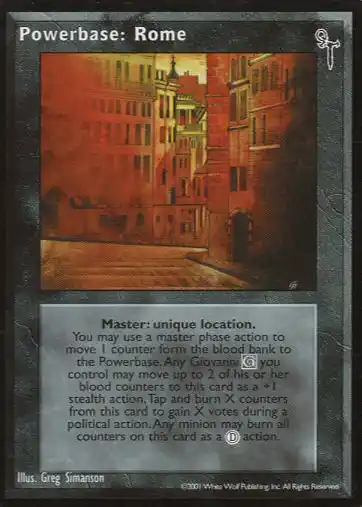 Powerbase: Rome
Master: unique location.
You may use a master phase action to
move 1 counter form the blood bank to
the Powerbase. Any Giovanni you
control may move up to 2 of his or her
blood counters to this card as a +1
stealth action. Tap and burn X counters
from this card to gain X votes during a
political action. Any minion may burn all
counters on this card as a D action.
Illus. Greg Simanson
©2001 White Wolf Publishing, Inc. All Rights Reserved.